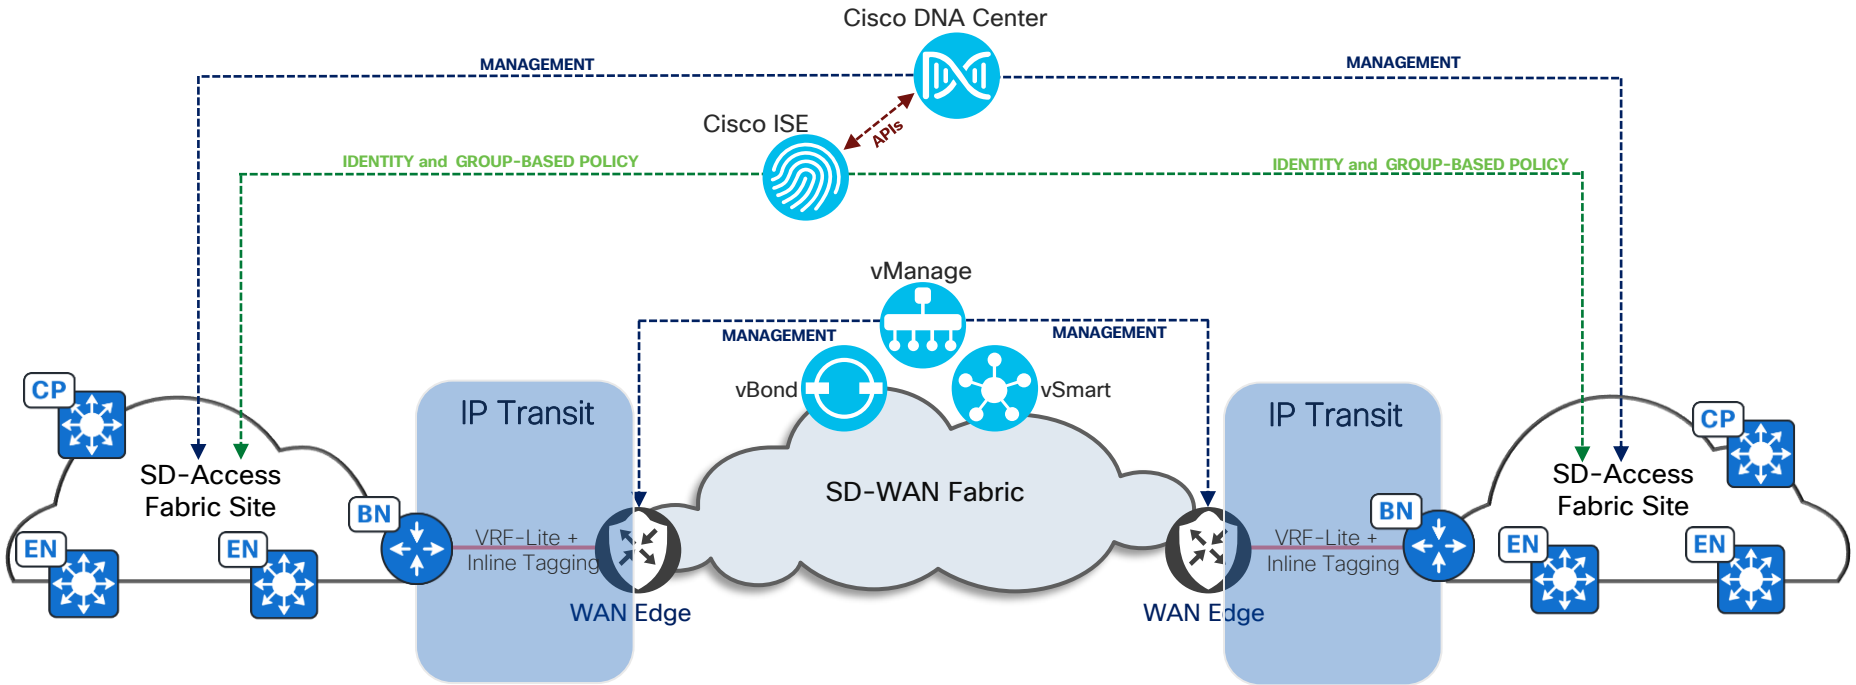 Cisco DNA Center
MANAGEMENT
MANAGEMENT
Cisco ISE
APIs
IDENTITY and GROUP-BASED POLICY
IDENTITY and GROUP-BASED POLICY
vManage
MANAGEMENT
MANAGEMENT
vBond
vSmart
CP
IP Transit
IP Transit
CP
SD-Access
Fabric Site
SD-WAN Fabric
SD-Access
Fabric Site
BN
BN
EN
EN
VRF-Lite +
Inline Tagging
VRF-Lite +
Inline Tagging
EN
EN
WAN Edge
WAN Edge